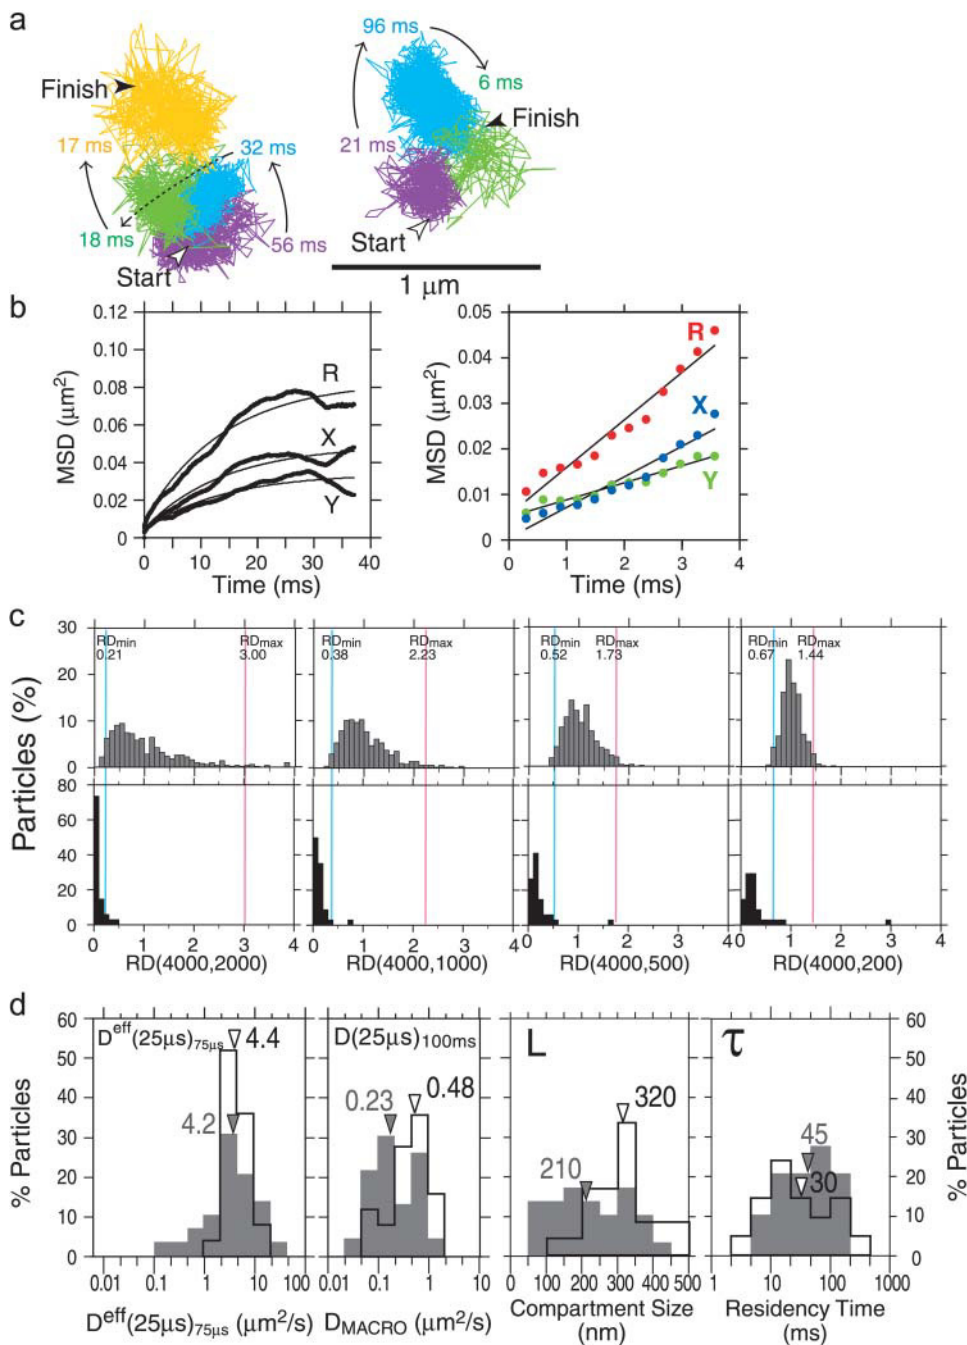 a
96 ms
6 ms
Finish
Finish
17 ms
32 ms
21 ms
18 ms
56 ms
Start
Start
1 μm
b
0.12
0.10
0.08
0.06
0.04
0.02
0
MSD (μm²)
R
X
Y
0 10 20 30 40
Time (ms)
0.05
0.04
0.03
0.02
0.01
0
MSD (μm²)
R
X
Y
0 1 2 3 4
Time (ms)
c
Particles (%)
30
20
10
0
80
60
40
20
0
RDmin
0.21
RDmax
3.00
RDmin
0.38
RDmax
2.23
RDmin
0.52
RDmax
1.73
RDmin
0.67
RDmax
1.44
0 1 2 3 4
0 1 2 3 4
0 1 2 3 4
0 1 2 3 4
RD(4000,2000)
RD(4000,1000)
RD(4000,500)
RD(4000,200)
d
% Particles
60
50
40
30
20
10
0
D^eff(25μs)75μs
4.4
4.2
0.01 0.1 1 10 100
D^eff(25μs)75μs (μm²/s)
D(25μs)100ms
0.23
0.48
0.01 0.1 1 10
DMACRO (μm²/s)
L
320
210
0 100 200 300 400 500
Compartment Size
(nm)
τ
45
30
1 10 100 1000
Residency Time
(ms)
60
50
40
30
20
10
0
% Particles